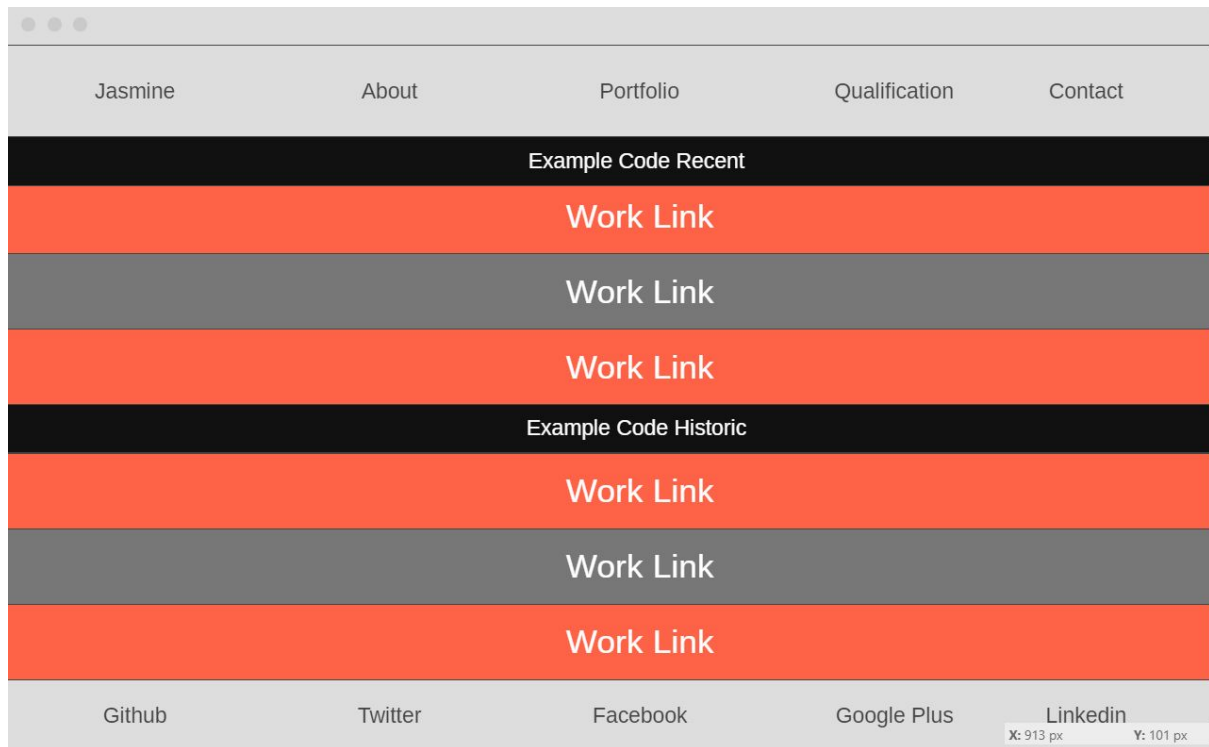 Jasmine About Portfolio Qualification Contact
Example Code Recent
Work Link
Work Link
Work Link
Example Code Historic
Work Link
Work Link
Work Link
Github Twitter Facebook Google Plus Linkedin
X: 913 px Y: 101 px